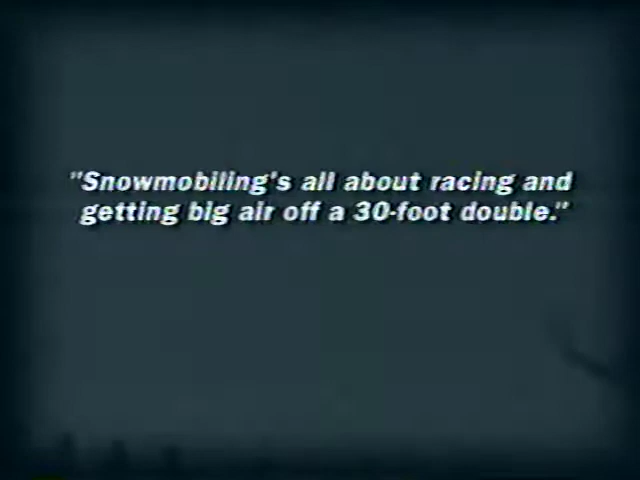 "Snowmobiling's all about racing and
getting big air off a 30-foot double."